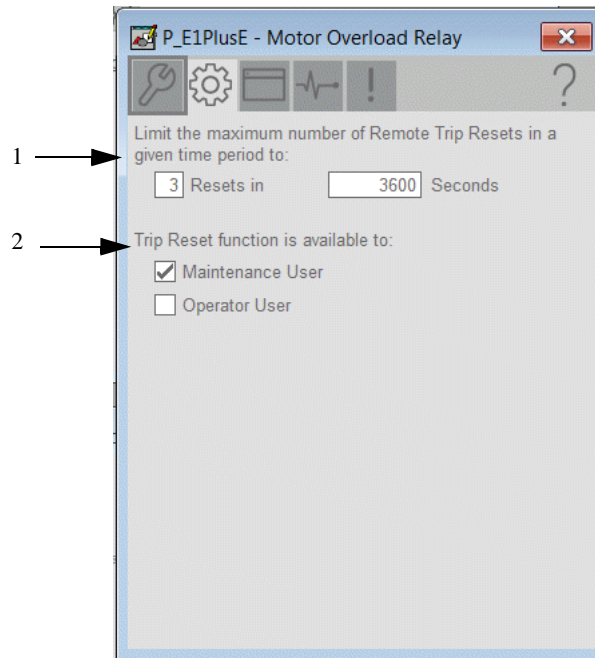 P_E1PlusE - Motor Overload Relay
?
Limit the maximum number of Remote Trip Resets in a
given time period to:
1
3 Resets in 3600 Seconds
2
Trip Reset function is available to:
Maintenance User
Operator User